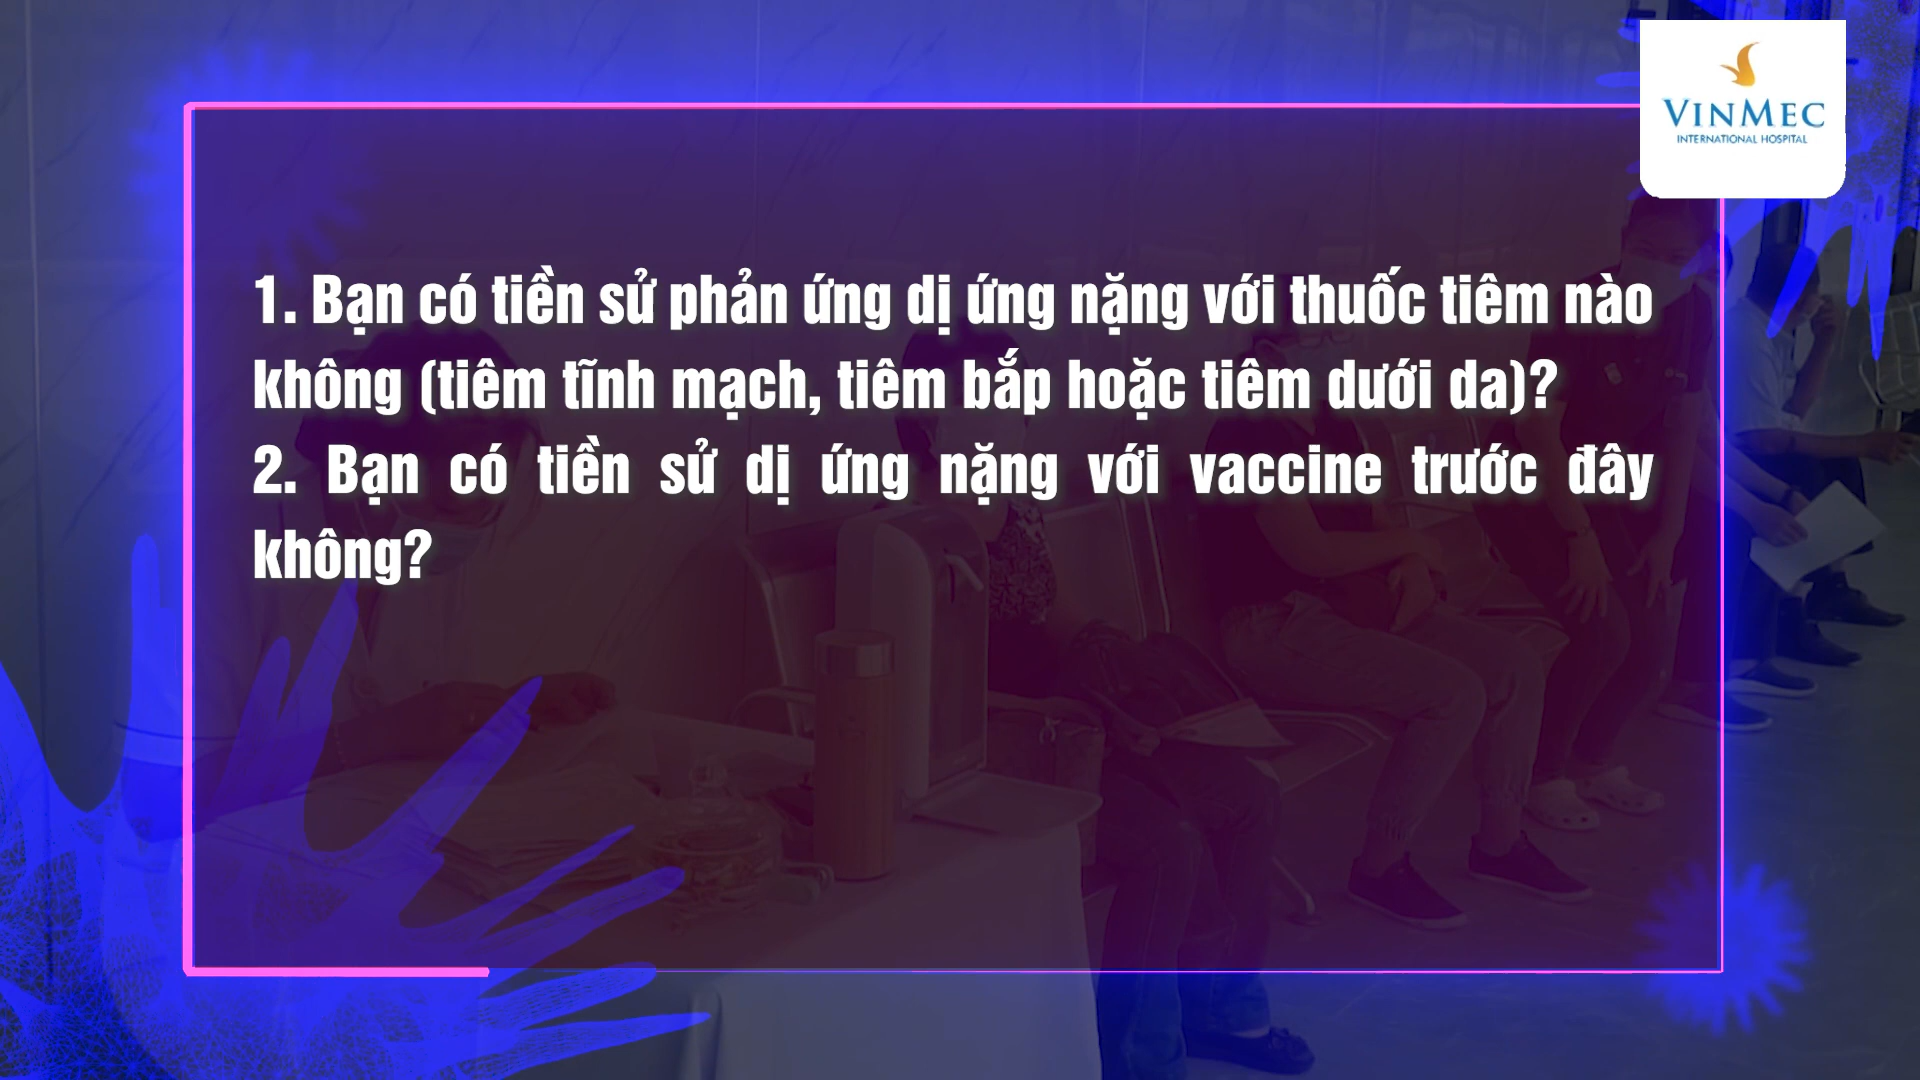 VINMEC
INTERNATIONAL HOSPITAL
1. Bạn có tiền sử phản ứng dị ứng nặng với thuốc tiêm nào
không (tiêm tĩnh mạch, tiêm bắp hoặc tiêm dưới da)?
2. Bạn có tiền sử dị ứng nặng với vaccine trước đây
không?